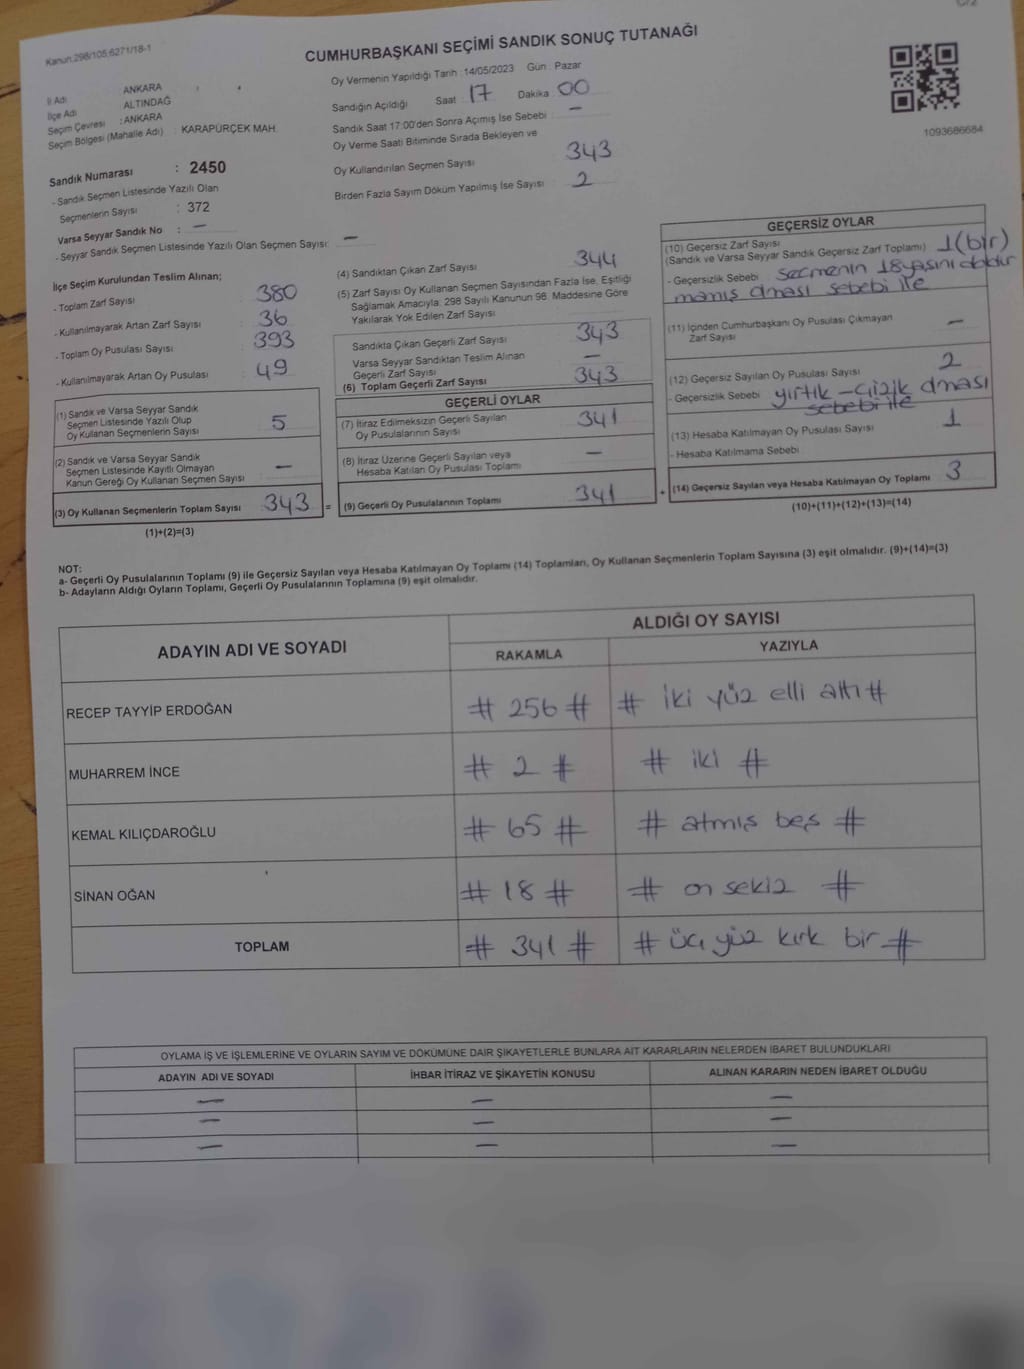 Kanun.298/105,6271/18-1
CUMHURBAŞKANI SEÇİMİ SANDIK SONUÇ TUTANAĞI
İl Adı ANKARA
İlçe Adı ALTINDAĞ
Seçim Çevresi : ANKARA
Seçim Bölgesi (Mahalle Adı) : KARAPÜRÇEK MAH.
Oy Vermenin Yapıldığı Tarih : 14/05/2023 Gün : Pazar
Sandığın Açıldığı Saat 17 Dakika 00
Sandık Saat 17:00'den Sonra Açımış İse Sebebi : —
Oy Verme Saati Bitiminde Sırada Bekleyen ve
Oy Kullandırılan Seçmen Sayısı 343
Birden Fazla Sayım Döküm Yapılmış İse Sayısı 2
1093686684
Sandık Numarası : 2450
- Sandık Seçmen Listesinde Yazılı Olan
Seçmenlerin Sayısı : 372
Varsa Seyyar Sandık No : —
- Seyyar Sandık Seçmen Listesinde Yazılı Olan Seçmen Sayısı: —
İlçe Seçim Kurulundan Teslim Alınan;
- Toplam Zarf Sayısı : 380
- Kullanılmayarak Artan Zarf Sayısı : 36
- Toplam Oy Pusulası Sayısı : 393
- Kullanılmayarak Artan Oy Pusulası : 49
(1) Sandık ve Varsa Seyyar Sandık
Seçmen Listesinde Yazılı Olup
Oy Kullanan Seçmenlerin Sayısı : 5
(2) Sandık ve Varsa Seyyar Sandık
Seçmen Listesinde Kayıtlı Olmayan
Kanun Gereği Oy Kullanan Seçmen Sayısı —
(3) Oy Kullanan Seçmenlerin Toplam Sayısı 343 =
(1)+(2)=(3)
(4) Sandıktan Çıkan Zarf Sayısı 344
(5) Zarf Sayısı Oy Kullanan Seçmen Sayısından Fazla İse, Eşitliği
Sağlamak Amacıyla; 298 Sayılı Kanunun 98. Maddesine Göre
Yakılarak Yok Edilen Zarf Sayısı
Sandıkta Çıkan Geçerli Zarf Sayısı 343
Varsa Seyyar Sandıktan Teslim Alınan
Geçerli Zarf Sayısı —
(6) Toplam Geçerli Zarf Sayısı 343
GEÇERLİ OYLAR
(7) İtiraz Edilmeksizin Geçerli Sayılan
Oy Pusulalarının Sayısı 341
(8) İtiraz Üzerine Geçerli Sayılan veya
Hesaba Katılan Oy Pusulası Toplamı —
(9) Geçerli Oy Pusulalarının Toplamı 341 +
GEÇERSİZ OYLAR
(10) Geçersiz Zarf Sayısı
(Sandık ve Varsa Seyyar Sandık Geçersiz Zarf Toplamı) 1 (bir)
- Geçersizlik Sebebi seçmenin 18 yaşını doldur
mamış olması sebebi ile
(11) İçinden Cumhurbaşkanı Oy Pusulası Çıkmayan
Zarf Sayısı —
(12) Geçersiz Sayılan Oy Pusulası Sayısı 2
- Geçersizlik Sebebi yırtık - çizik olması
sebebi ile
(13) Hesaba Katılmayan Oy Pusulası Sayısı 1
- Hesaba Katılmama Sebebi
(14) Geçersiz Sayılan veya Hesaba Katılmayan Oy Toplamı 3
(10)+(11)+(12)+(13)=(14)
NOT:
a- Geçerli Oy Pusulalarının Toplamı (9) ile Geçersiz Sayılan veya Hesaba Katılmayan Oy Toplamı (14) Toplamları, Oy Kullanan Seçmenlerin Toplam Sayısına (3) eşit olmalıdır. (9)+(14)=(3)
b- Adayların Aldığı Oyların Toplamı, Geçerli Oy Pusulalarının Toplamına (9) eşit olmalıdır.
ADAYIN ADI VE SOYADI ALDIĞI OY SAYISI
RAKAMLA YAZIYLA
RECEP TAYYİP ERDOĞAN # 256 # # iki yüz elli altı #
MUHARREM İNCE # 2 # # iki #
KEMAL KILIÇDAROĞLU # 65 # # atmış beş #
SİNAN OĞAN # 18 # # on sekiz #
TOPLAM # 341 # # üç yüz kırk bir #
OYLAMA İŞ VE İŞLEMLERİNE VE OYLARIN SAYIM VE DÖKÜMÜNE DAİR ŞİKAYETLERLE BUNLARA AİT KARARLARIN NELERDEN İBARET BULUNDUKLARI
ADAYIN ADI VE SOYADI İHBAR İTİRAZ VE ŞİKAYETİN KONUSU ALINAN KARARIN NEDEN İBARET OLDUĞU
— — —
— — —
— — —